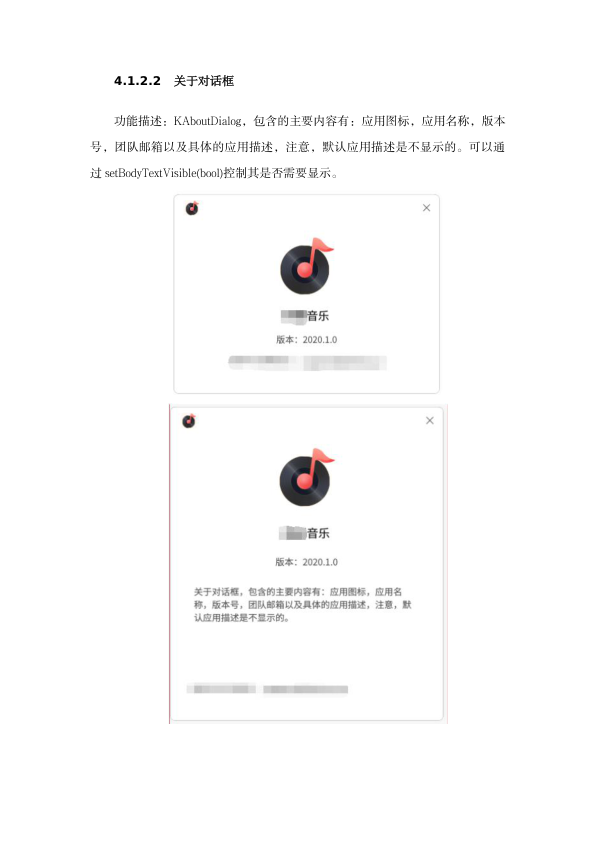 4.1.2.2 关于对话框
功能描述：KAboutDialog，包含的主要内容有：应用图标，应用名称，版本
号，团队邮箱以及具体的应用描述，注意，默认应用描述是不显示的。可以通
过 setBodyTextVisible(bool)控制其是否需要显示。
音乐
版本：2020.1.0
音乐
版本：2020.1.0
关于对话框，包含的主要内容有：应用图标，应用名
称，版本号，团队邮箱以及具体的应用描述，注意，默
认应用描述是不显示的。